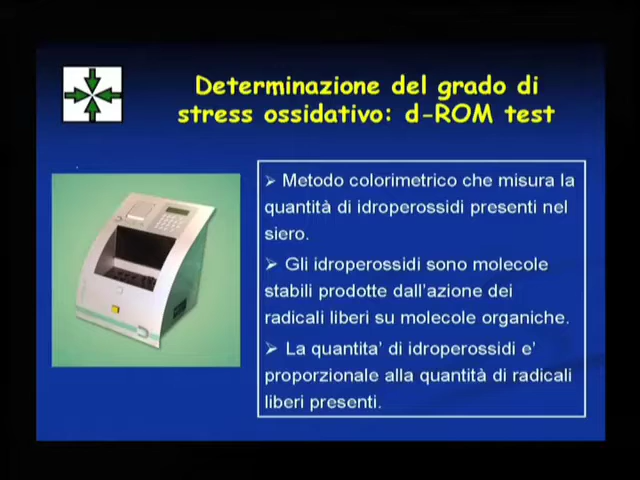 Determinazione del grado di
stress ossidativo: d-ROM test
➢ Metodo colorimetrico che misura la
quantità di idroperossidi presenti nel
siero.
➢ Gli idroperossidi sono molecole
stabili prodotte dall'azione dei
radicali liberi su molecole organiche.
➢ La quantita' di idroperossidi e'
proporzionale alla quantità di radicali
liberi presenti.